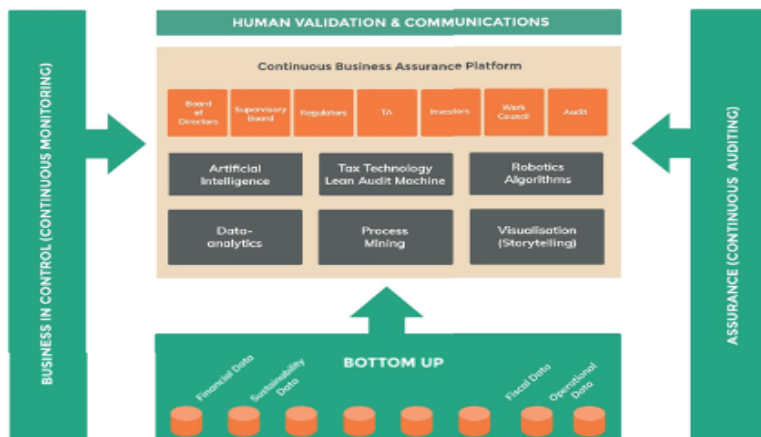 HUMAN VALIDATION & COMMUNICATIONS
BUSINESS IN CONTROL (CONTINUOUS MONITORING)
Continuous Business Assurance Platform
Board
of
Directors
Supervisory
Board
Regulators
TA
Investors
Work
Council
Audit
Artificial
Intelligence
Tax Technology
Lean Audit Machine
Robotics
Algorithms
Data-
analytics
Process
Mining
Visualisation
(Storytelling)
ASSURANCE (CONTINUOUS AUDITING)
BOTTOM UP
Financial Data
Sustainability
Data
Fiscal Data
Operational
Data